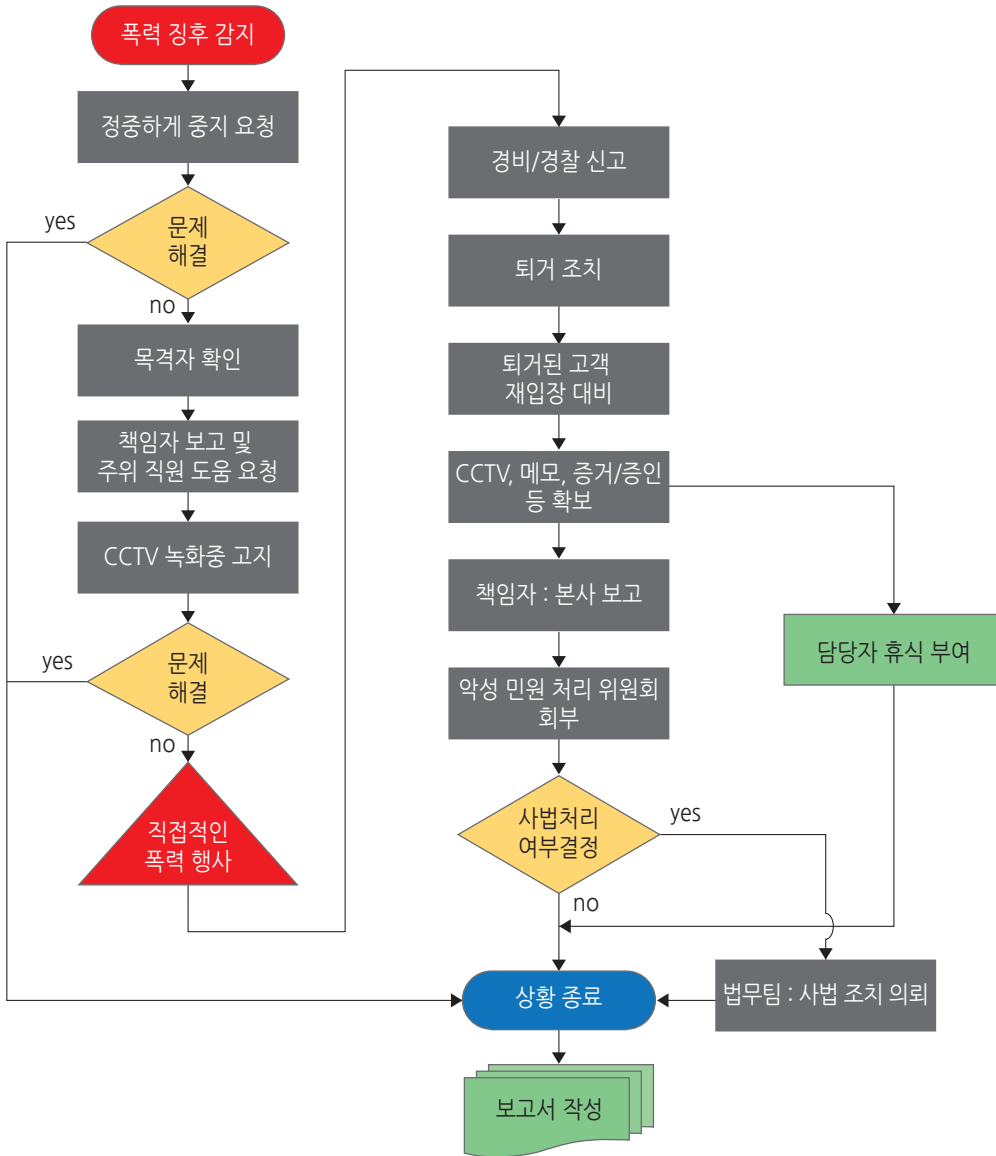 폭력 징후 감지
정중하게 중지 요청
yes
문제
해결
no
목격자 확인
책임자 보고 및
주위 직원 도움 요청
CCTV 녹화중 고지
yes
문제
해결
no
직접적인
폭력 행사
경비/경찰 신고
퇴거 조치
퇴거된 고객
재입장 대비
CCTV, 메모, 증거/증인
등 확보
책임자 : 본사 보고
담당자 휴식 부여
악성 민원 처리 위원회
회부
사법처리
여부결정
yes
no
법무팀 : 사법 조치 의뢰
상황 종료
보고서 작성